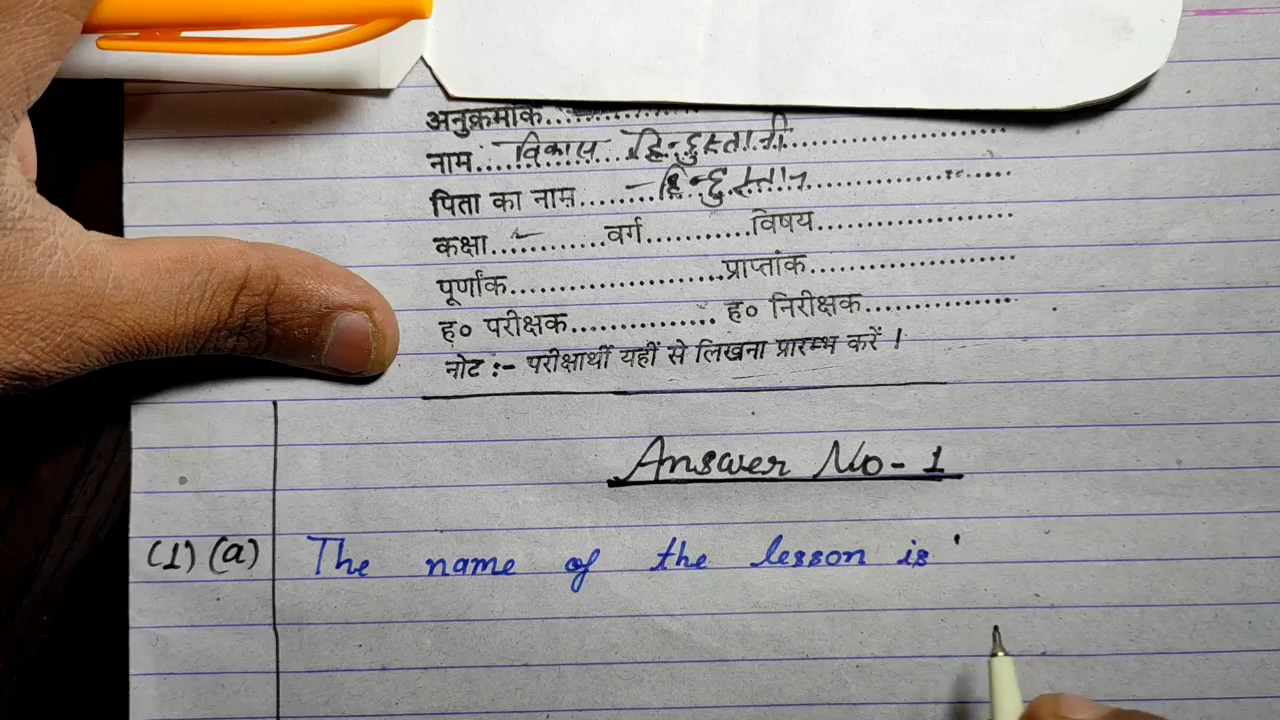 अनुक्रमांक..................
नाम....विकास....हिन्दुस्तानी..........................
पिता का नाम........हिन्दुस्तान..........................
कक्षा.............वर्ग............विषय........................
पूर्णांक..........................प्राप्तांक..........................
ह० परीक्षक............... ह० निरीक्षक..................
नोट :- परीक्षार्थी यहीं से लिखना प्रारम्भ करें ।
Answer No - 1
(1) (a) The name of the lesson is '